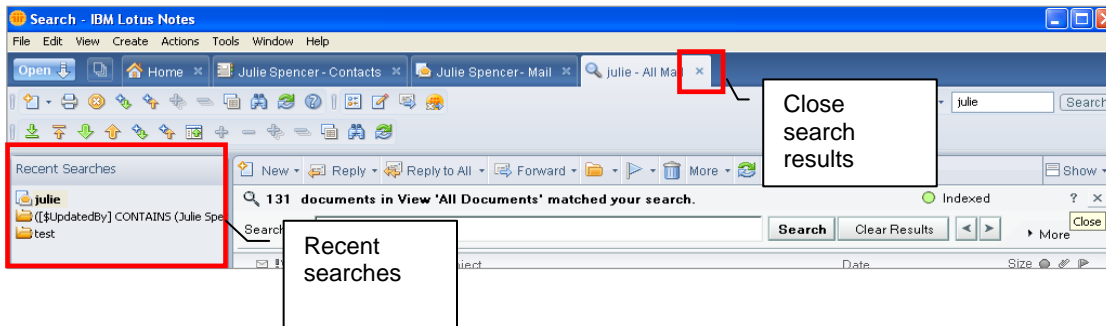 Search - IBM Lotus Notes
File Edit View Create Actions Tools Window Help
Open Home Julie Spencer - Contacts Julie Spencer- Mail julie - All Mail
julie Search
Close search results
Recent Searches
New Reply Reply to All Forward More Show
julie
131 documents in View 'All Documents' matched your search. Indexed ?
([$UpdatedBy] CONTAINS (Julie Spe
Search Clear Results More Close
test
Recent searches
Date Size